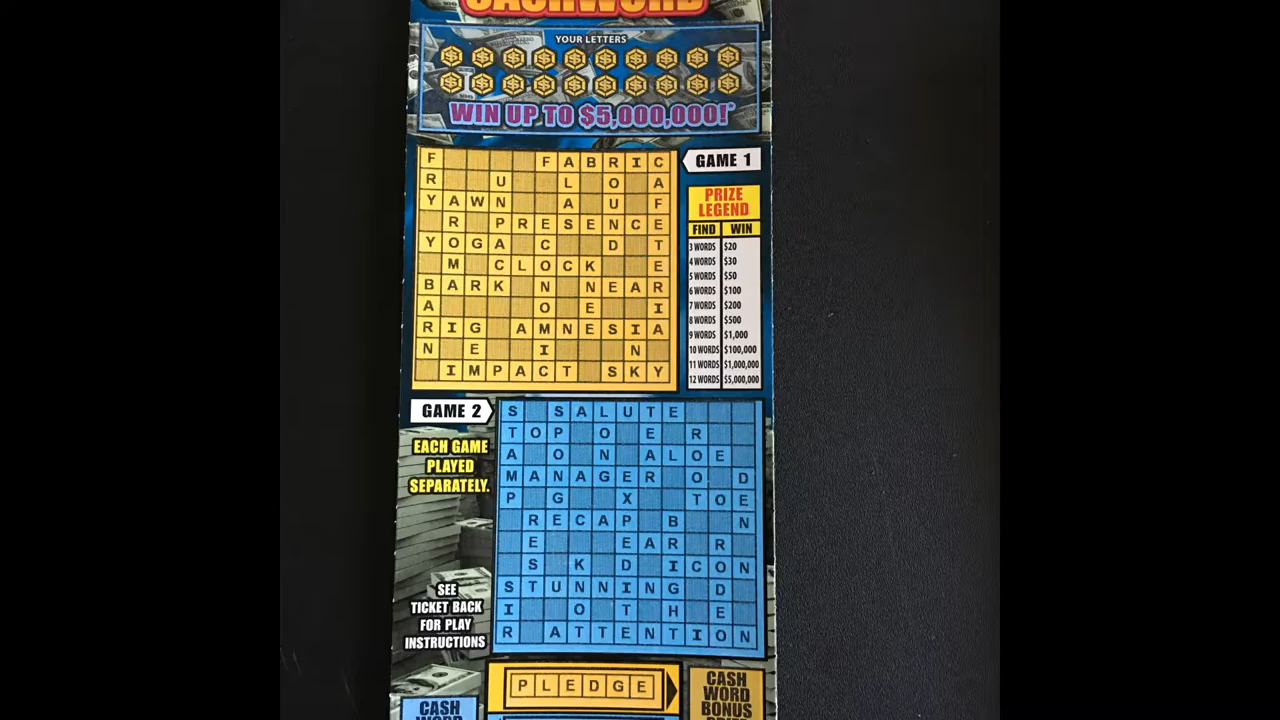 CASHWORD
YOUR LETTERS
WIN UP TO $5,000,000!*
GAME 1
F FABRIC
R U L O A
YAWN A U F
R PRESENCE
YOGA C D T
M CLOCK E
BARK N NEAR
A O E I
RIG AMNESIA
N E I N
IMPACT SKY
PRIZE
LEGEND
FIND WIN
3 WORDS $20
4 WORDS $30
5 WORDS $50
6 WORDS $100
7 WORDS $200
8 WORDS $500
9 WORDS $1,000
10 WORDS $100,000
11 WORDS $1,000,000
12 WORDS $5,000,000
GAME 2
EACH GAME
PLAYED
SEPARATELY.
S SALUTE
TOP O E R
A O N ALOE
MANAGER O D
P G X TOE
RECAP B N
E EAR R
S K D ICON
STUNNING D
I O I H E
R ATTENTION
SEE
TICKET BACK
FOR PLAY
INSTRUCTIONS
PLEDGE
CASH
WORD
BONUS
CASH